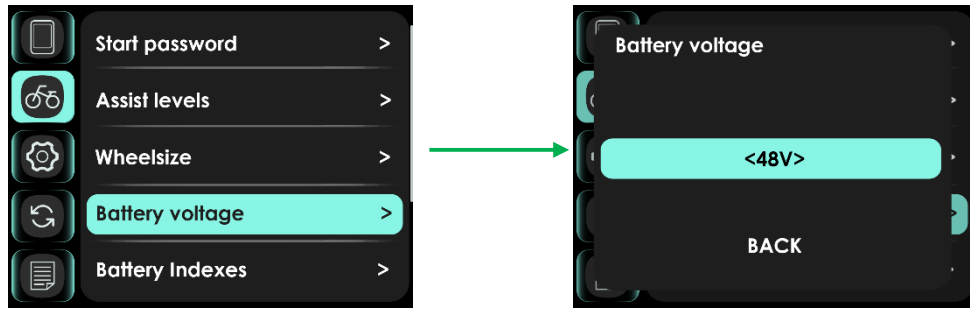 Start password >
Assist levels >
Wheelsize >
Battery voltage >
Battery Indexes >
Battery voltage
<48V>
BACK